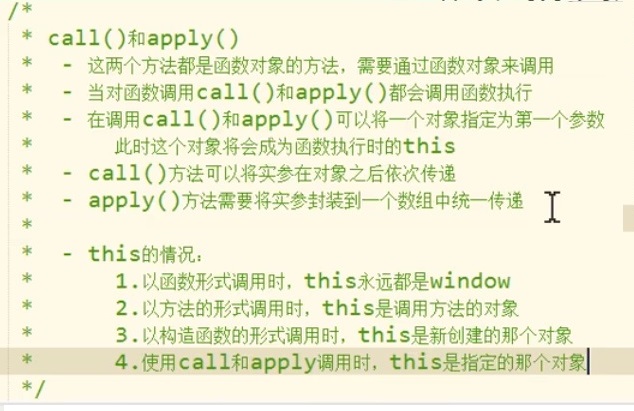 /*
* call()和apply()
* - 这两个方法都是函数对象的方法，需要通过函数对象来调用
* - 当对函数调用call()和apply()都会调用函数执行
* - 在调用call()和apply()可以将一个对象指定为第一个参数
* 此时这个对象将会成为函数执行时的this
* - call()方法可以将实参在对象之后依次传递
* - apply()方法需要将实参封装到一个数组中统一传递
*
* - this的情况：
* 1.以函数形式调用时，this永远都是window
* 2.以方法的形式调用时，this是调用方法的对象
* 3.以构造函数的形式调用时，this是新创建的那个对象
* 4.使用call和apply调用时，this是指定的那个对象
*/